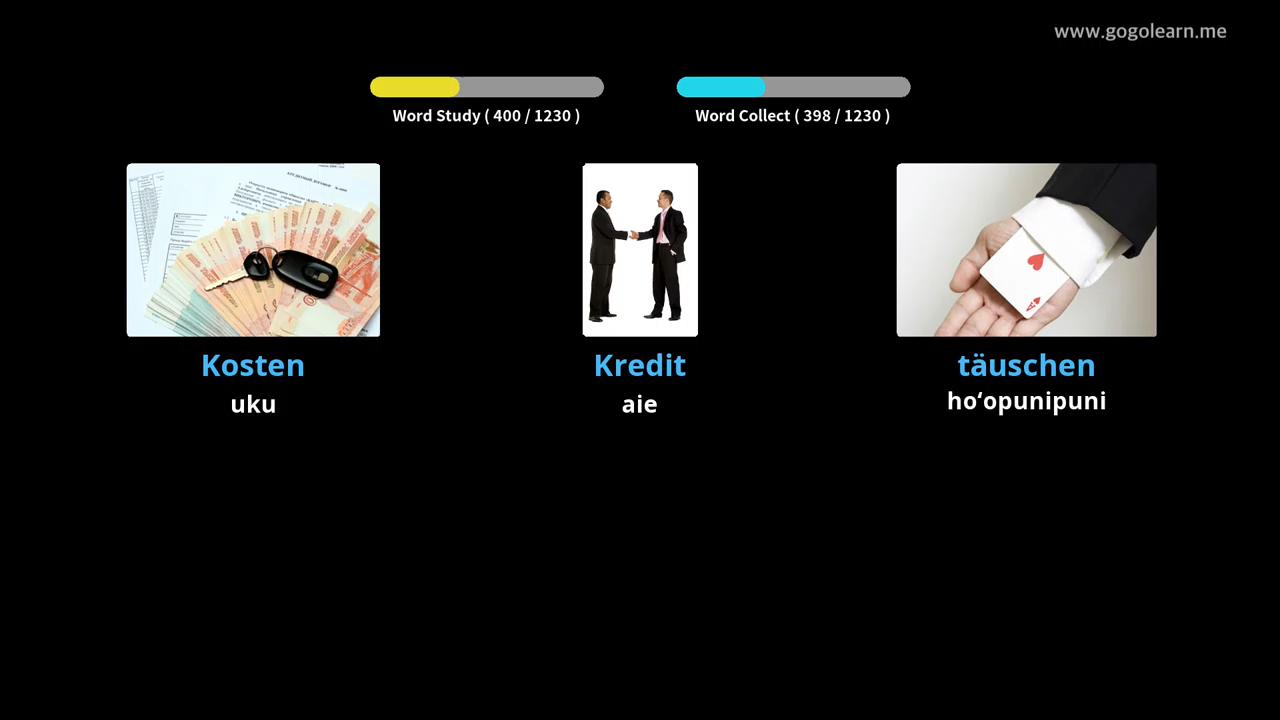 www.gogolearn.me
Word Study ( 400 / 1230 )
Word Collect ( 398 / 1230 )
Kosten
Kredit
täuschen
uku
aie
hoʻopunipuni